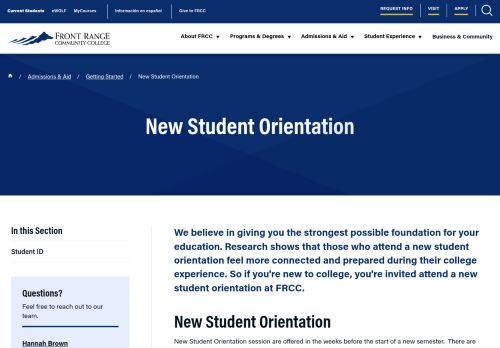 Current Students eWOLF MyCourses Información en español Give to FRCC REQUEST INFO VISIT APPLY
FRONT RANGE
COMMUNITY COLLEGE
About FRCC Programs & Degrees Admissions & Aid Student Experience Business & Community
/ Admissions & Aid / Getting Started / New Student Orientation
New Student Orientation
In this Section
Student ID
Questions?
Feel free to reach out to our
team.
Hannah Brown
We believe in giving you the strongest possible foundation for your
education. Research shows that those who attend a new student
orientation feel more connected and prepared during their college
experience. So if you're new to college, you're invited attend a new
student orientation at FRCC.
New Student Orientation
New Student Orientation session are offered in the weeks before the start of a new semester. There are